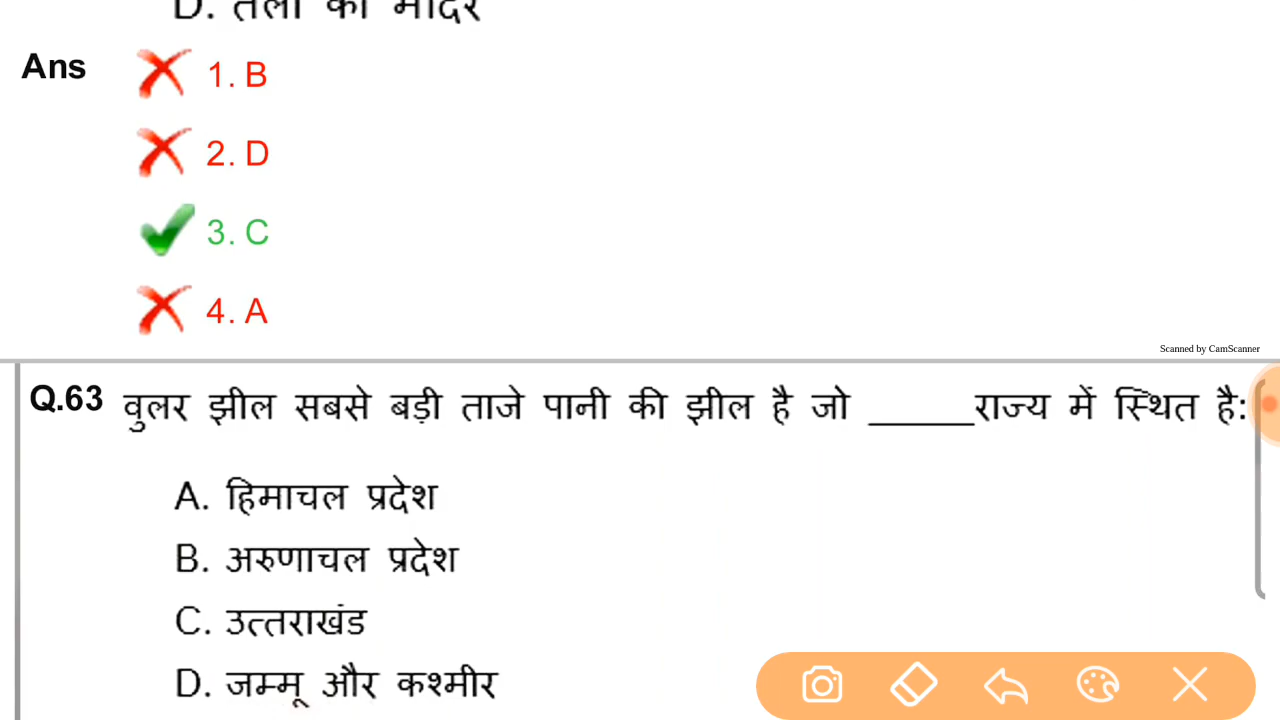 D. तेली का मंदिर
Ans
1. B
2. D
3. C
4. A
Scanned by CamScanner
Q.63 वुलर झील सबसे बड़ी ताजे पानी की झील है जो ______राज्य में स्थित है:
A. हिमाचल प्रदेश
B. अरुणाचल प्रदेश
C. उत्तराखंड
D. जम्मू और कश्मीर